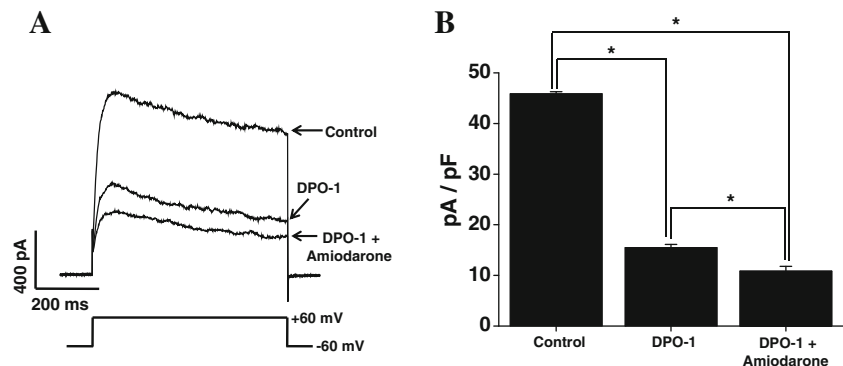 A
Control
DPO-1
DPO-1 +
Amiodarone
400 pA
200 ms
+60 mV
-60 mV
B
*
*
*
pA / pF
50
40
30
20
10
0
Control
DPO-1
DPO-1 +
Amiodarone